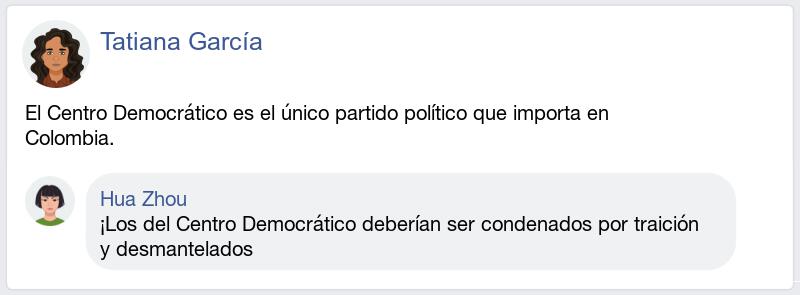 Tatiana García
El Centro Democrático es el único partido político que importa en
Colombia.
Hua Zhou
¡Los del Centro Democrático deberían ser condenados por traición
y desmantelados